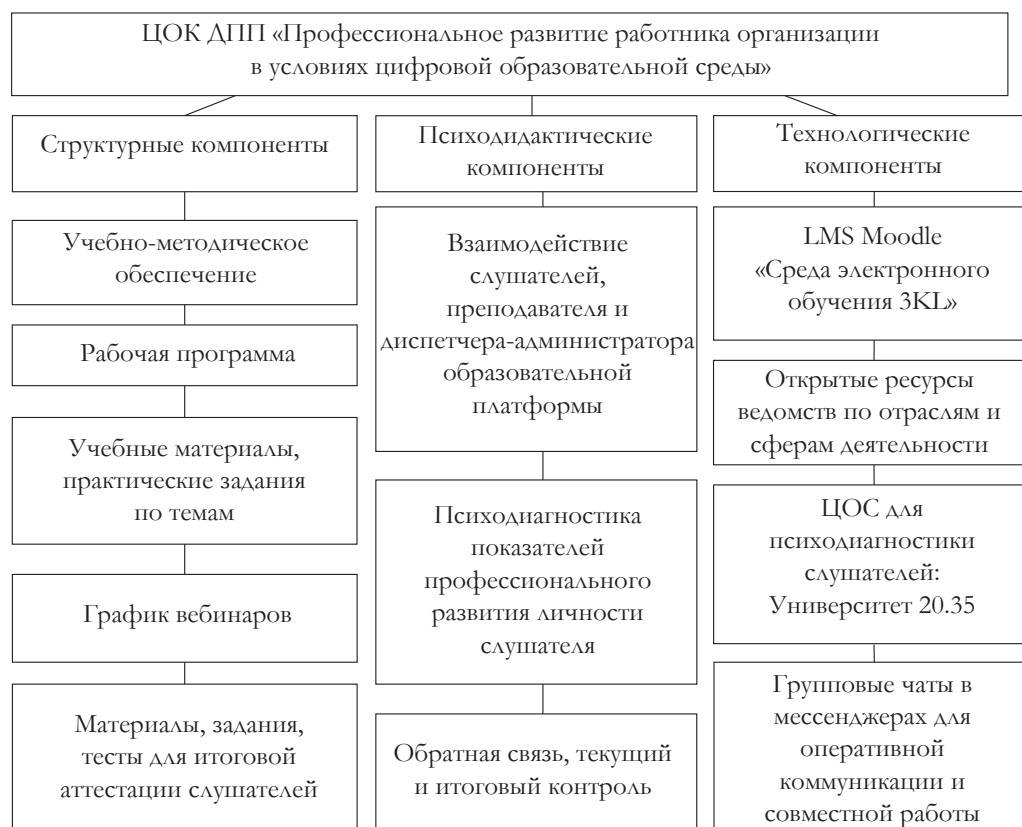 ЦОК ДПП «Профессиональное развитие работника организации
в условиях цифровой образовательной среды»
Структурные компоненты
Учебно-методическое
обеспечение
Рабочая программа
Учебные материалы,
практические задания
по темам
График вебинаров
Материалы, задания,
тесты для итоговой
аттестации слушателей
Психодидактические
компоненты
Взаимодействие
слушателей,
преподавателя и
диспетчера-администратора
образовательной
платформы
Психодиагностика
показателей
профессионального
развития личности
слушателя
Обратная связь, текущий
и итоговый контроль
Технологические
компоненты
LMS Moodle
«Среда электронного
обучения 3KL»
Открытые ресурсы
ведомств по отраслям и
сферам деятельности
ЦОС для
психодиагностики
слушателей:
Университет 20.35
Групповые чаты в
мессенджерах для
оперативной
коммуникации и
совместной работы